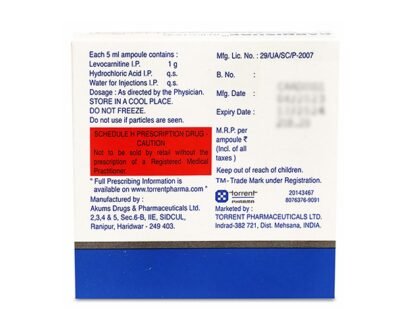 Each 5 ml ampoule contains :
Levocarnitine I.P. 1 g
Hydrochloric Acid I.P. q.s.
Water for Injections I.P. q.s.
Dosage : As directed by the Physician.
STORE IN A COOL PLACE.
DO NOT FREEZE.
Do not use if particles are seen.
SCHEDULE H PRESCRIPTION DRUG
CAUTION
Not to be sold by retail without the
prescription of a Registered Medical
Practitioner.
* Full Prescribing Information is
available on www.torrentpharma.com *
Manufactured by :
Akums Drugs & Pharmaceuticals Ltd.
2,3,4 & 5, Sec.6-B, IIE, SIDCUL,
Ranipur, Haridwar - 249 403.
Mfg. Lic. No. : 29/UA/SC/P-2007
B. No. :
Mfg. Date :
Expiry Date :
M.R.P. per
ampoule ₹
(Incl. of all
taxes )
Keep out of reach of children.
TM- Trade Mark under Registration.
torrent
PHARMA
20143467
8076376-9091
Marketed by :
TORRENT PHARMACEUTICALS LTD.
Indrad-382 721, Dist. Mehsana, INDIA.